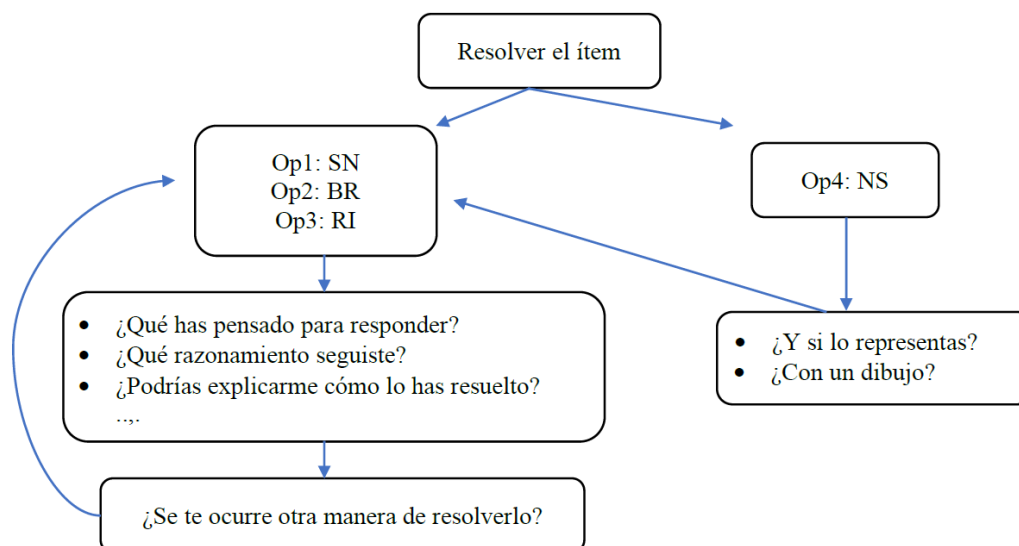 Resolver el ítem
Op1: SN
Op2: BR
Op3: RI
Op4: NS
• ¿Qué has pensado para responder?
• ¿Qué razonamiento seguiste?
• ¿Podrías explicarme cómo lo has resuelto?
..,.
• ¿Y si lo representas?
• ¿Con un dibujo?
¿Se te ocurre otra manera de resolverlo?